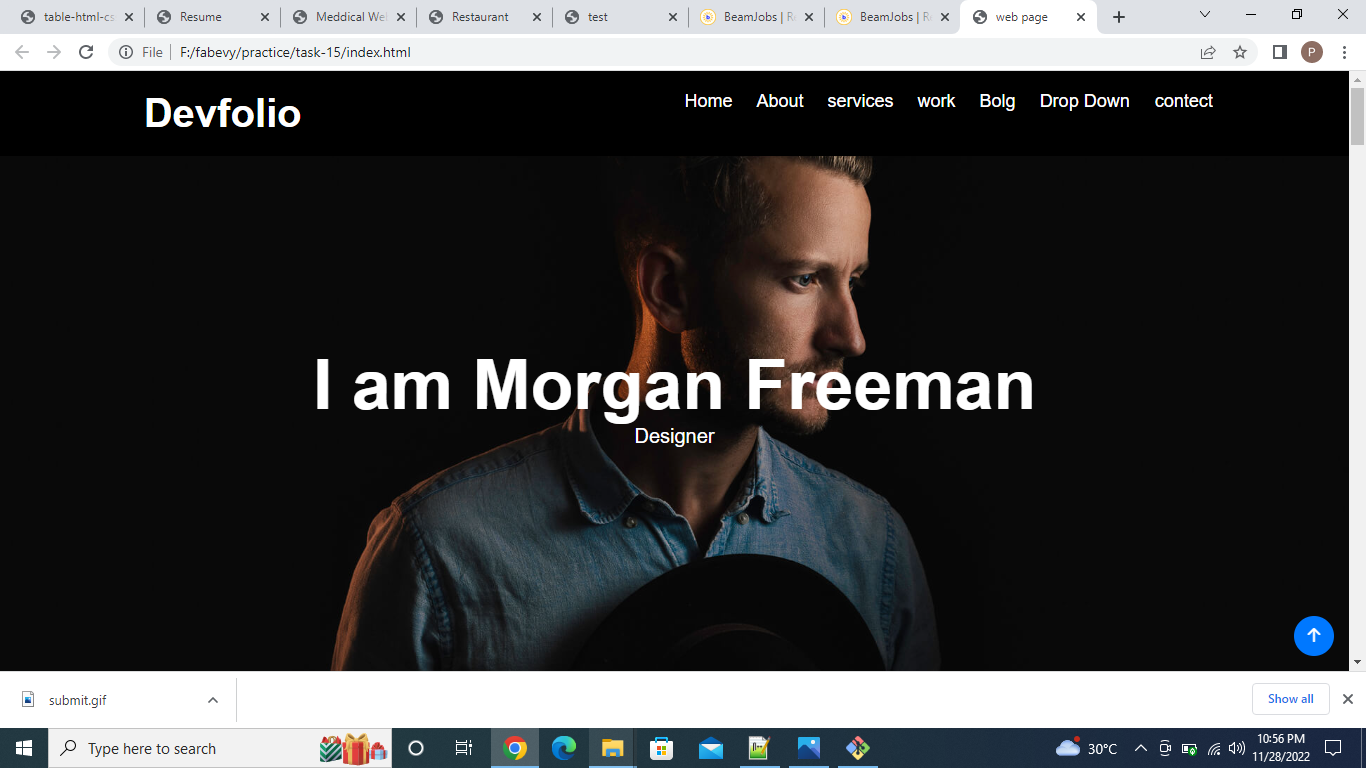 table-html-cs
Resume
Meddical We
Restaurant
test
BeamJobs | R
BeamJobs | R
web page
File
F:/fabevy/practice/task-15/index.html
P
Devfolio
Home About services work Bolg Drop Down contect
I am Morgan Freeman
Designer
submit.gif
Show all
Type here to search
30°C
10:56 PM
11/28/2022